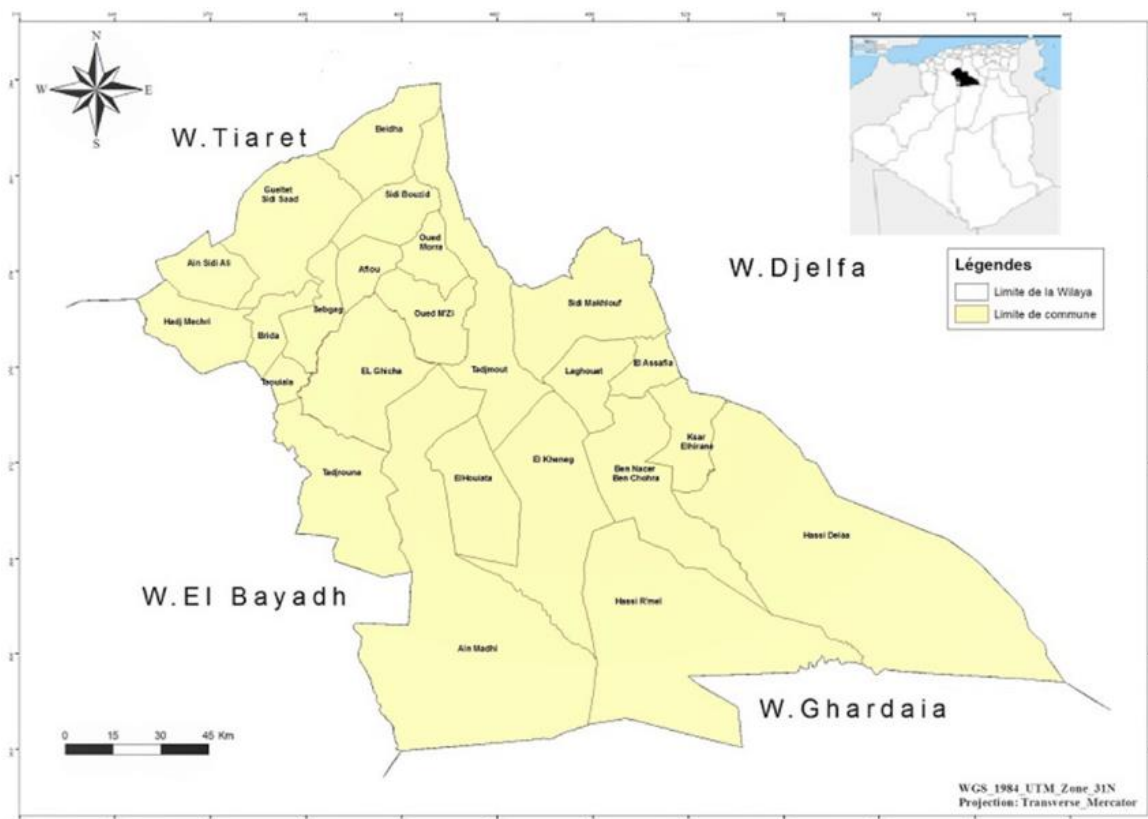 N
W
E
S
W.Tiaret
W.Djelfa
W.El Bayadh
W.Ghardaia
Beidha
Gueltet
Sidi Saad
Sidi Bouzid
Oued
Morra
Ain Sidi Ali
Aflou
Sidi Makhlouf
Hadj Mechri
Sebgag
Oued M'Zi
Brida
El Assafia
EL Ghicha
Tadjmout
Laghouat
Taouiala
Ksar
Elhirane
Tadjrouna
ElHouiata
El Kheneg
Ben Nacer
Ben Chohra
Hassi Delaa
Hassi R'mel
Ain Madhi
Légendes
Limite de la Wilaya
Limite de commune
0 15 30 45 Km
WGS_1984_UTM_Zone_31N
Projection: Transverse_Mercator